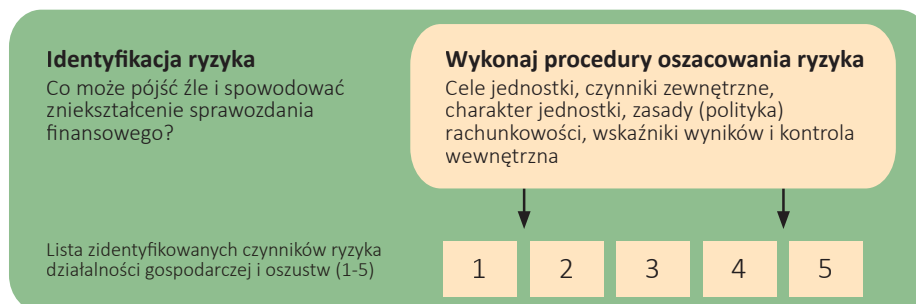 Identyfikacja ryzyka
Co może pójść źle i spowodować
zniekształcenie sprawozdania
finansowego?
Wykonaj procedury oszacowania ryzyka
Cele jednostki, czynniki zewnętrzne,
charakter jednostki, zasady (polityka)
rachunkowości, wskaźniki wyników i kontrola
wewnętrzna
Lista zidentyfikowanych czynników ryzyka
działalności gospodarczej i oszustw (1-5)
1 2 3 4 5